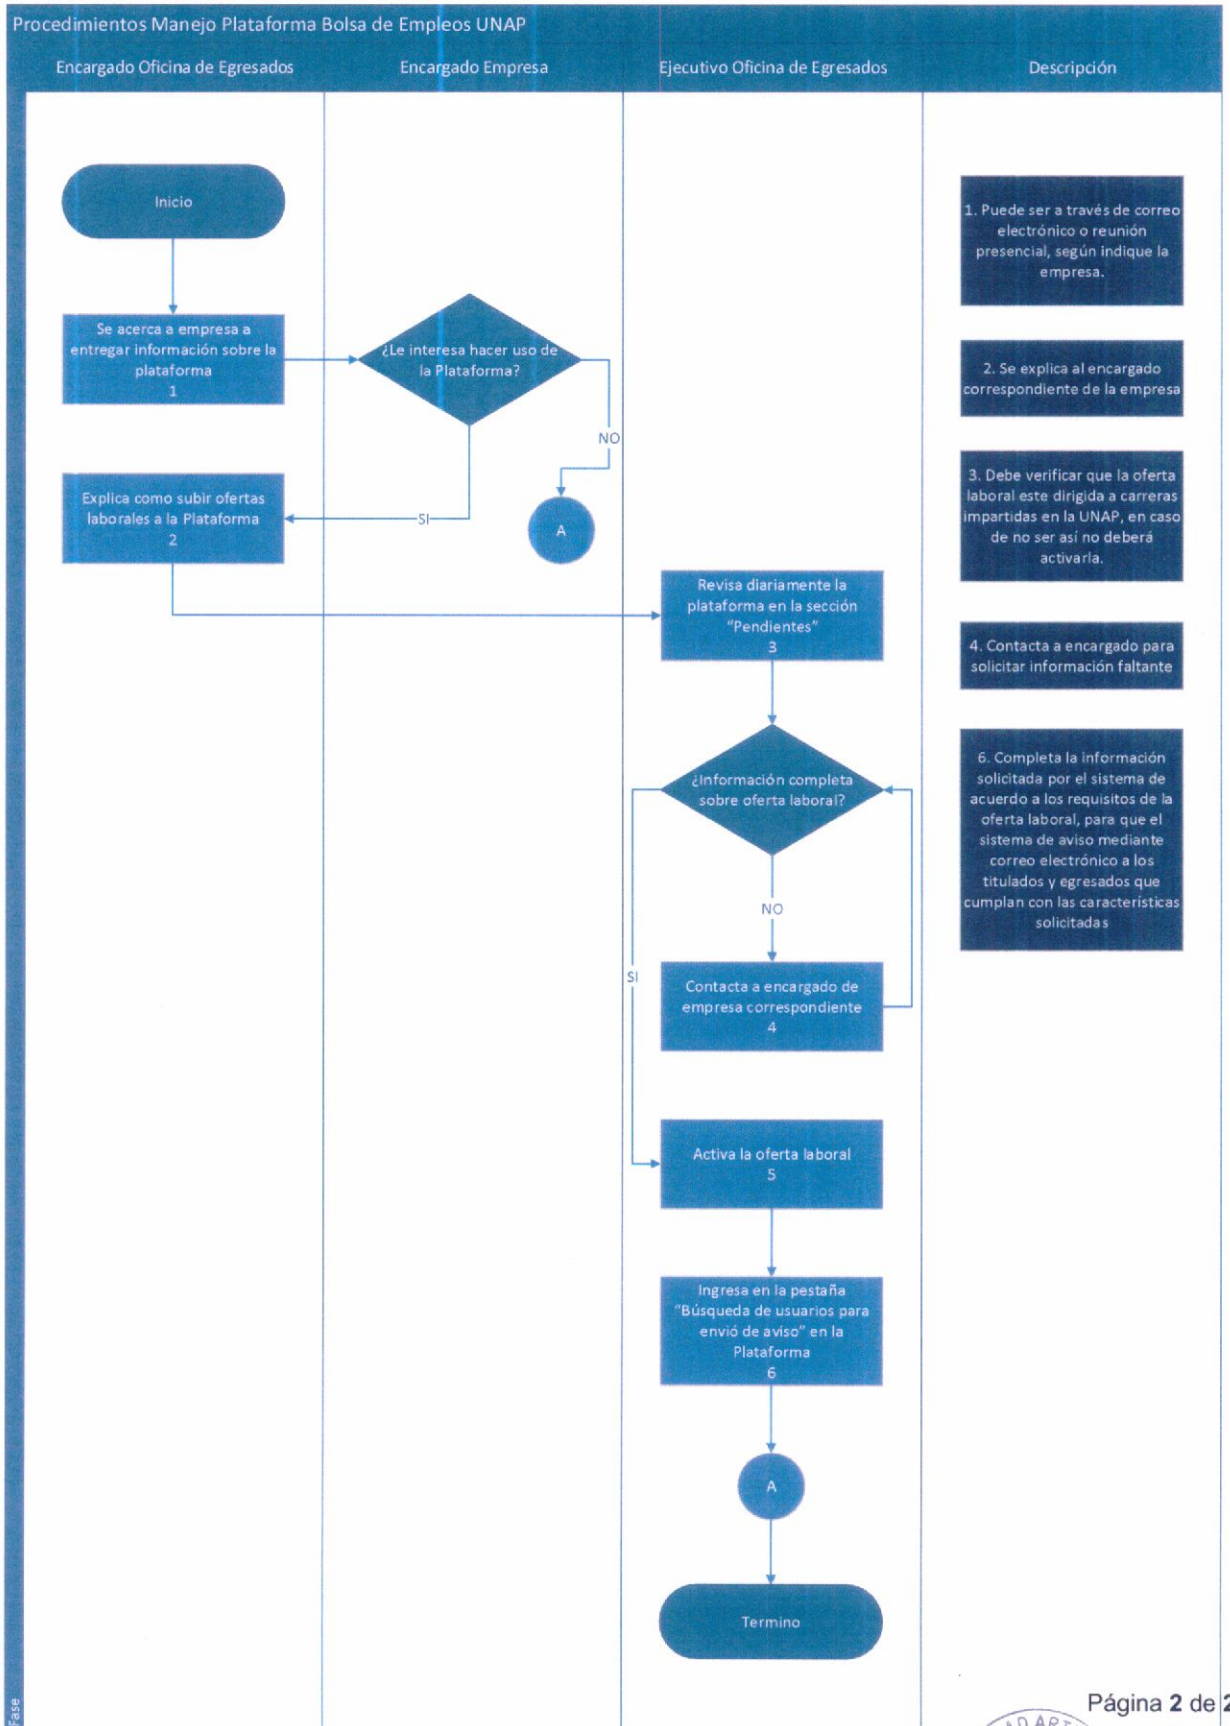 Procedimientos Manejo Plataforma Bolsa de Empleos UNAP
Encargado Oficina de Egresados
Encargado Empresa
Ejecutivo Oficina de Egresados
Descripción
Inicio
Se acerca a empresa a
entregar información sobre la
plataforma
1
¿Le interesa hacer uso de
la Plataforma?
NO
A
SI
Explica como subir ofertas
laborales a la Plataforma
2
Revisa diariamente la
plataforma en la sección
“Pendientes”
3
¿Información completa
sobre oferta laboral?
NO
SI
Contacta a encargado de
empresa correspondiente
4
Activa la oferta laboral
5
Ingresa en la pestaña
“Búsqueda de usuarios para
envió de aviso” en la
Plataforma
6
A
Termino
1. Puede ser a través de correo
electrónico o reunión
presencial, según indique la
empresa.
2. Se explica al encargado
correspondiente de la empresa
3. Debe verificar que la oferta
laboral este dirigida a carreras
impartidas en la UNAP, en caso
de no ser así no deberá
activarla.
4. Contacta a encargado para
solicitar información faltante
6. Completa la información
solicitada por el sistema de
acuerdo a los requisitos de la
oferta laboral, para que el
sistema de aviso mediante
correo electrónico a los
titulados y egresados que
cumplan con las características
solicitadas
Fase
Página 2 de 2